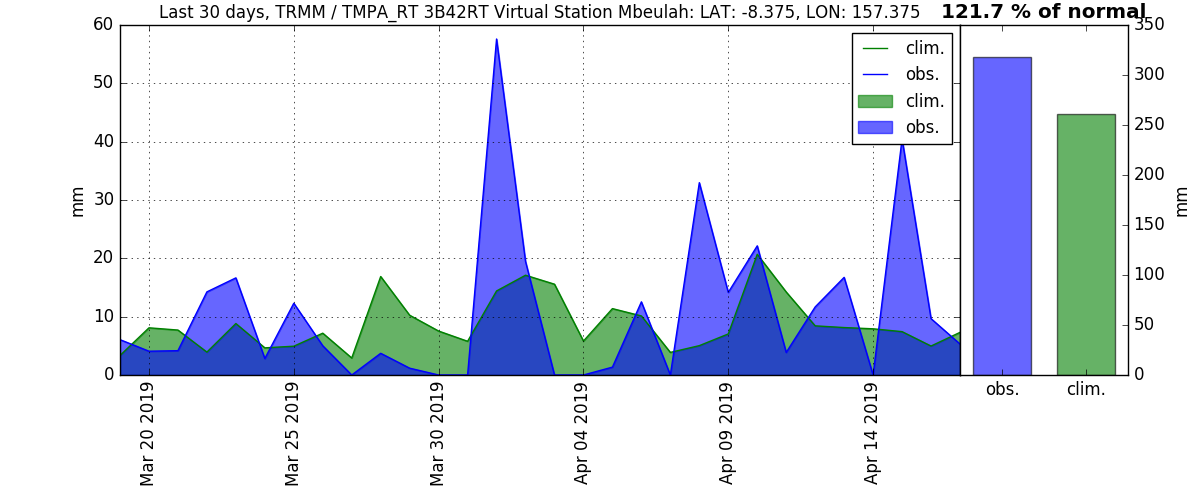 Last 30 days, TRMM / TMPA_RT 3B42RT Virtual Station Mbeulah: LAT: -8.375, LON: 157.375
121.7 % of normal
60
50
40
30
20
10
0
mm
clim.
obs.
clim.
obs.
Mar 20 2019
Mar 25 2019
Mar 30 2019
Apr 04 2019
Apr 09 2019
Apr 14 2019
350
300
250
200
150
100
50
0
mm
obs.
clim.